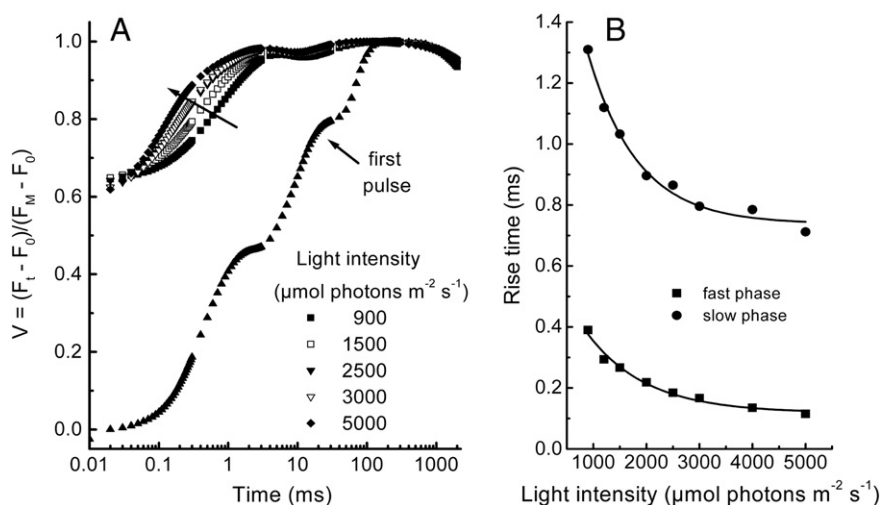 A
V = (Fₜ - F₀)/(F_M - F₀)
1.0
0.8
0.6
0.4
0.2
0.0
first
pulse
Light intensity
(µmol photons m⁻² s⁻¹)
900
1500
2500
3000
5000
0.01
0.1
1
10
100
1000
Time (ms)
B
Rise time (ms)
1.4
1.2
1.0
0.8
0.6
0.4
0.2
0.0
fast phase
slow phase
1000
2000
3000
4000
5000
Light intensity (µmol photons m⁻² s⁻¹)